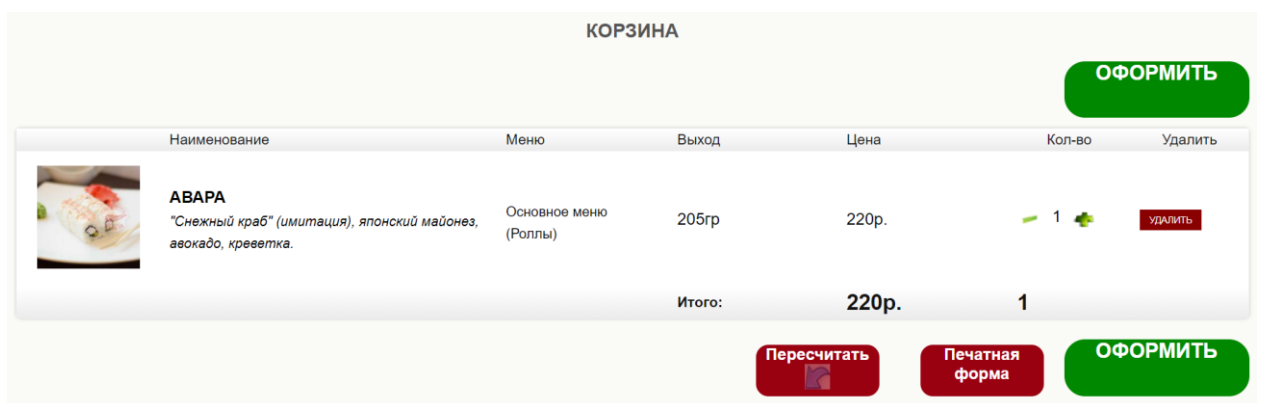 КОРЗИНА
ОФОРМИТЬ
Наименование Меню Выход Цена Кол-во Удалить
АВАРА
"Снежный краб" (имитация), японский майонез,
авокадо, креветка.
Основное меню
(Роллы)
205гр
220р.
1
УДАЛИТЬ
Итого: 220р. 1
Пересчитать
Печатная
форма
ОФОРМИТЬ